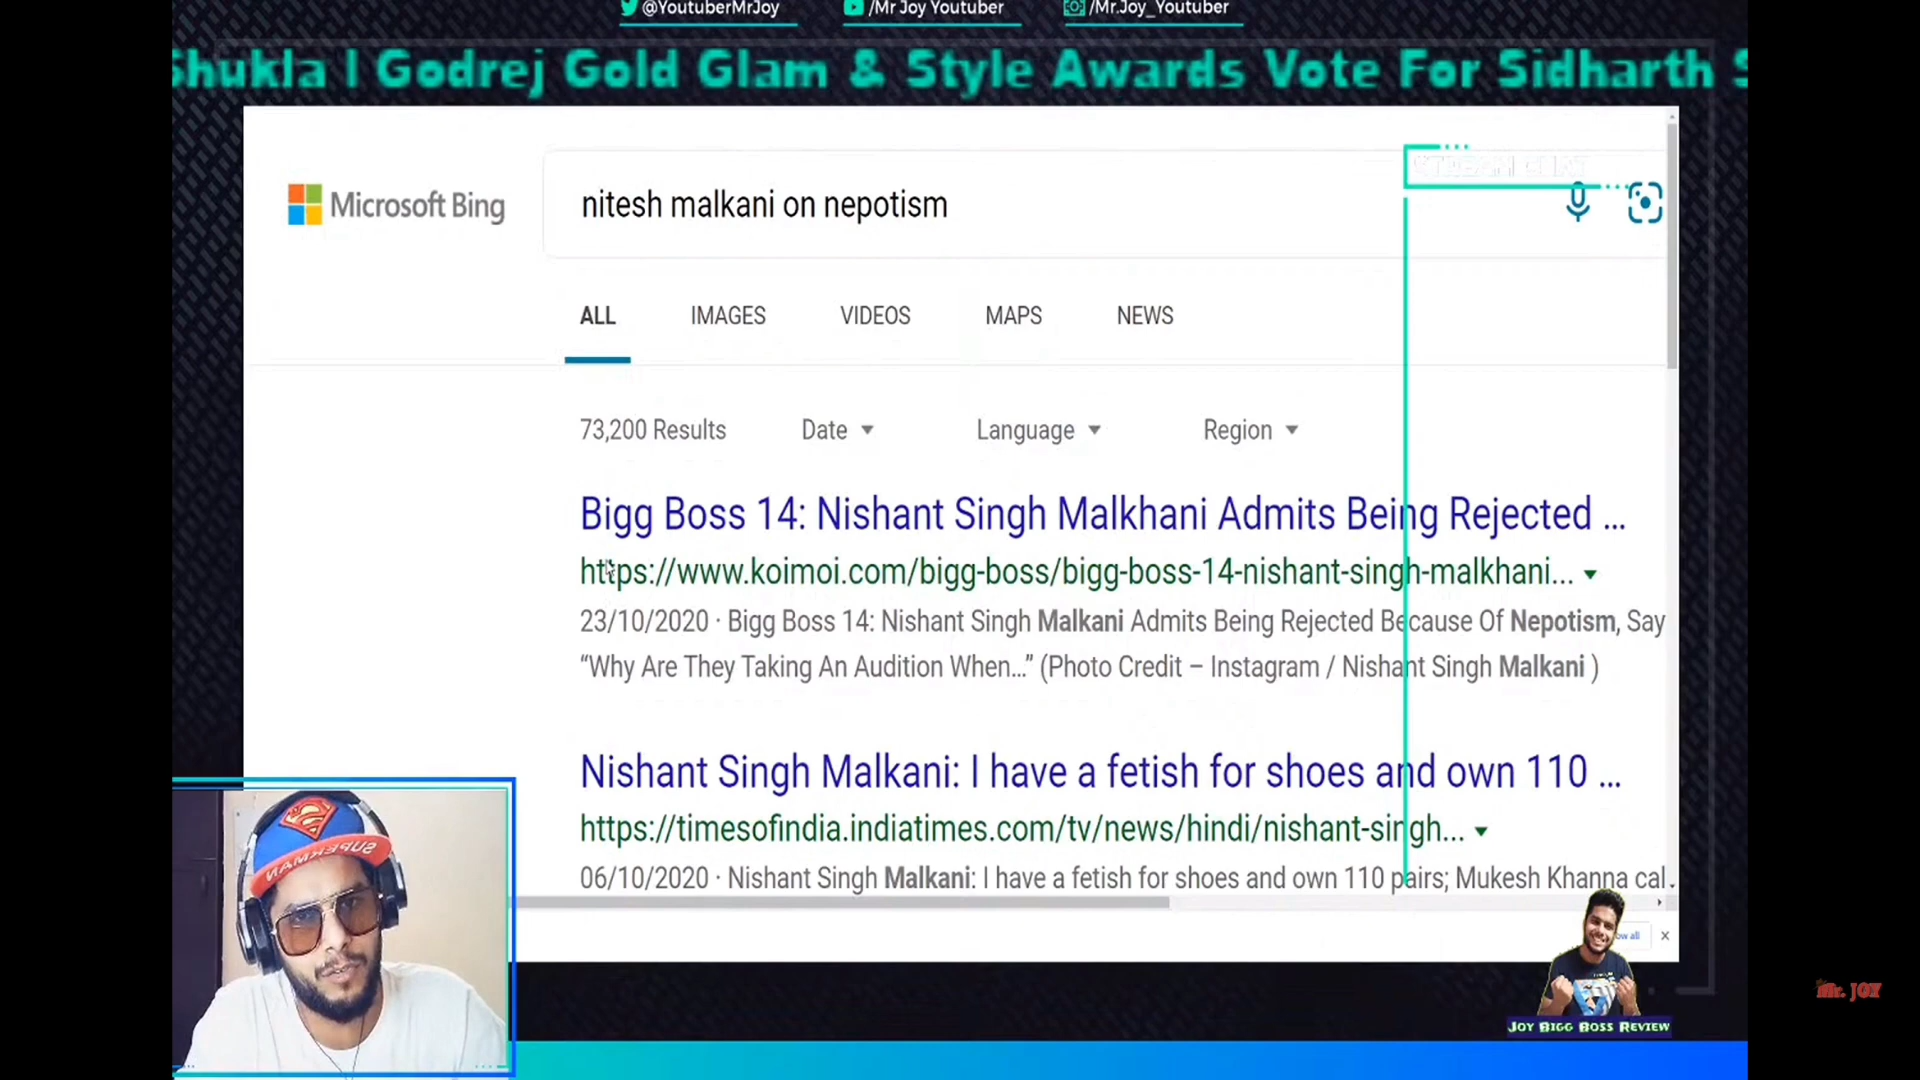 @YoutuberMrJoy /Mr Joy Youtuber /Mr.Joy_Youtuber
Shukla | Godrej Gold Glam & Style Awards Vote For Sidharth S
STREAM CHAT
Microsoft Bing nitesh malkani on nepotism
ALL IMAGES VIDEOS MAPS NEWS
73,200 Results Date Language Region
Bigg Boss 14: Nishant Singh Malkhani Admits Being Rejected ...
https://www.koimoi.com/bigg-boss/bigg-boss-14-nishant-singh-malkhani...
23/10/2020 · Bigg Boss 14: Nishant Singh Malkani Admits Being Rejected Because Of Nepotism, Say
“Why Are They Taking An Audition When...” (Photo Credit – Instagram / Nishant Singh Malkani )
Nishant Singh Malkani: I have a fetish for shoes and own 110 ...
https://timesofindia.indiatimes.com/tv/news/hindi/nishant-singh...
06/10/2020 · Nishant Singh Malkani: I have a fetish for shoes and own 110 pairs; Mukesh Khanna cal
SUPERMAN
ow all X
Mr. JOY
JOY BIGG BOSS REVIEW